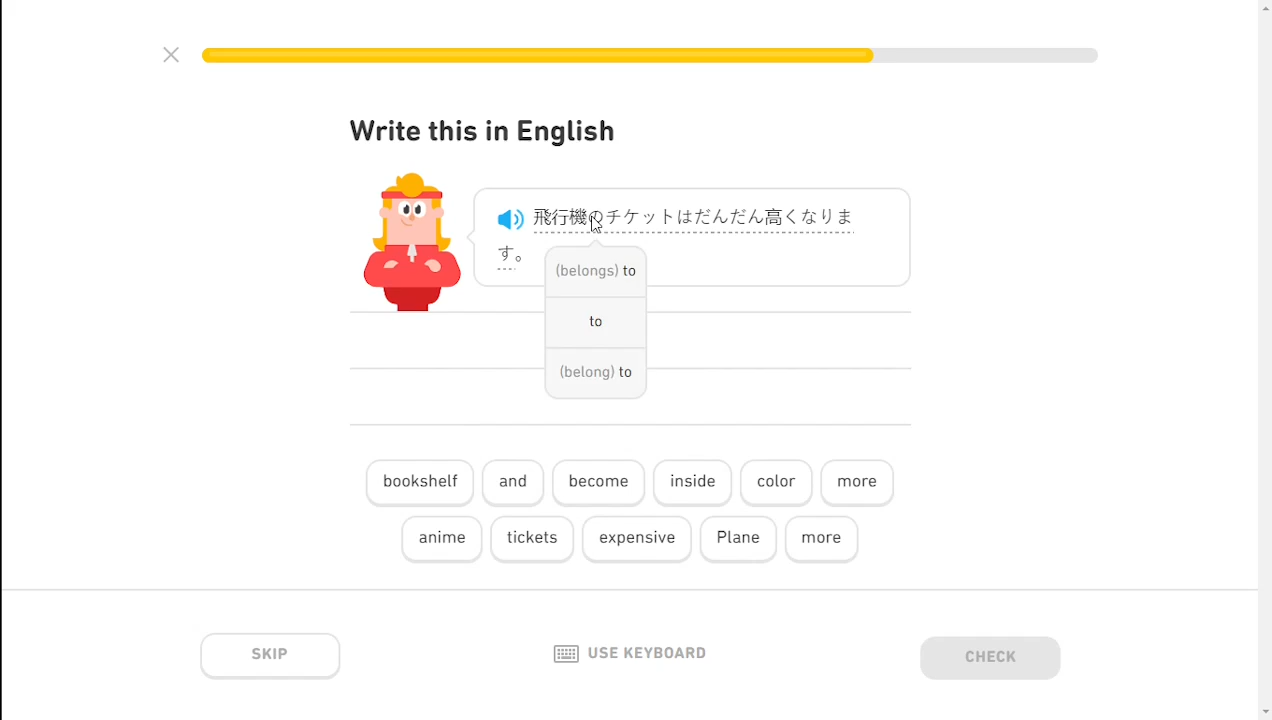 Write this in English
飛行機のチケットはだんだん高くなりま
す。
(belongs) to
to
(belong) to
bookshelf and become inside color more
anime tickets expensive Plane more
SKIP USE KEYBOARD CHECK